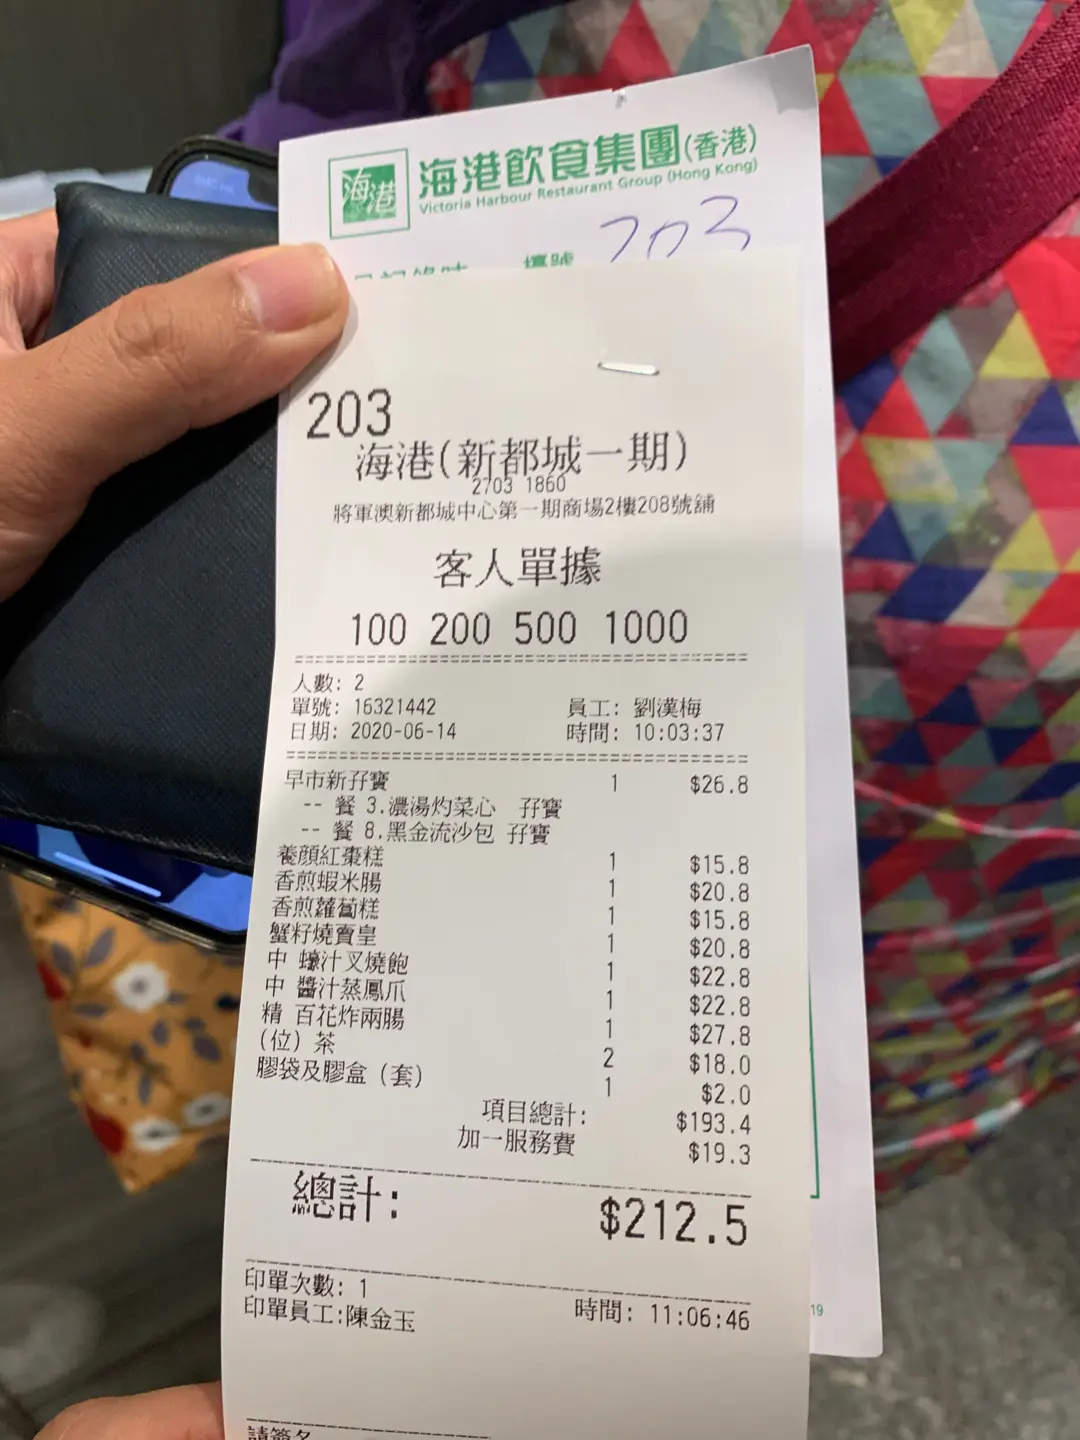 海港 海港飲食集團(香港)
Victoria Harbour Restaurant Group (Hong Kong)
703
203
海港(新都城一期)
2703 1860
將軍澳新都城中心第一期商場2樓208號舖
客人單據
100 200 500 1000
人數: 2
單號: 16321442 員工: 劉漢梅
日期: 2020-06-14 時間: 10:03:37
早市新孖寶 1 $26.8
-- 餐 3.濃湯灼菜心 孖寶
-- 餐 8.黑金流沙包 孖寶
養顏紅棗糕 1 $15.8
香煎蝦米腸 1 $20.8
香煎蘿蔔糕 1 $15.8
蟹籽燒賣皇 1 $20.8
中 蠔汁叉燒飽 1 $22.8
中 醬汁蒸鳳爪 1 $22.8
精 百花炸兩腸 1 $27.8
(位) 茶 2 $18.0
膠袋及膠盒 (套) 1 $2.0
項目總計: $193.4
加一服務費 $19.3
總計: $212.5
印單次數: 1
印單員工:陳金玉 時間: 11:06:46
19
請簽名